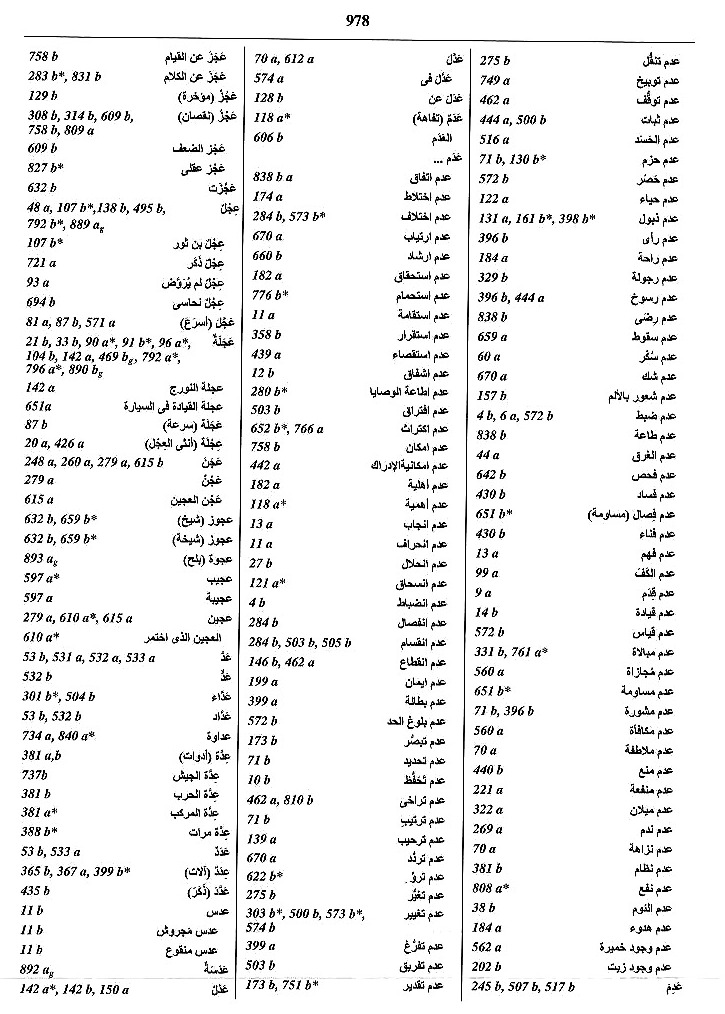 978
758 b عَجَزَ عن القيام
283 b*, 831 b عَجَزَ عن الكلام
129 b عَجُز (مؤخرة)
308 b, 314 b, 609 b, عَجْز (نقصان)
758 b, 809 a
609 b عَجْز الضعف
827 b* عَجْز عقلى
632 b عَجَّزت
48 a, 107 b*,138 b, 495 b, عِجْل
792 b*, 889 ag
107 b* عِجْل بن ثور
721 a عِجْل ذَكَر
93 a عِجْل لم يُرَوَّض
694 b عِجْل نحاسى
81 a, 87 b, 571 a عَجَّل (أسرَعَ)
21 b, 33 b, 90 a*, 91 b*, 96 a*, عَجَلَة
104 b, 142 a, 469 bg, 792 a*,
796 a*, 890 bg
142 a عجلة النورج
651a عجلة القيادة فى السيارة
87 b عَجَلَة (سرعة)
20 a, 426 a عِجْلَة (أنثى العِجْل)
248 a, 260 a, 279 a, 615 b عَجَنَ
279 a عَجْنٌ
615 a عَجْن العجين
632 b, 659 b* عجوز (شيخ)
632 b, 659 b* عجوز (شيخة)
893 ag عجوة (بلح)
597 a* عجيب
597 a عجيبة
279 a, 610 a*, 615 a عجين
610 a* العجين الذى اختمر
53 b, 531 a, 532 a, 533 a عَدَّ
532 b عَدٌّ
301 b*, 504 b عَدَّاء
53 b, 532 b عَدَّاد
734 a, 840 a* عداوة
381 a,b عِدَّة (أدوات)
737b عِدَّة الجيش
381 b عِدَّة الحرب
381 a* عِدَّة المركب
388 b* عِدَّة مرات
53 b, 533 a عَدَدٌ
365 b, 367 a, 399 b* عِدَدٌ (آلات)
435 b عَدَّدَ (ذَكَرَ)
11 b عدس
11 b عدس مَجروش
11 b عدس منقوع
892 ag عَدَسَة
142 a*, 142 b, 150 a عَدْلٌ
70 a, 612 a عَدَّلَ
574 a عَدَّل فى
128 b عَدَلَ عن
118 a* عَدَمٌ (تفاهة)
606 b العَدَم
عَدَم ...
838 b a عدم اتفاق
174 a عدم اختلاط
284 b, 573 b* عدم اختلاف
670 a عدم ارتياب
660 b عدم ارشاد
182 a عدم استحقاق
776 b* عدم استحمام
11 a عدم استقامة
358 b عدم استقرار
439 a عدم استقصاء
12 b عدم اشفاق
280 b* عدم اطاعة الوصايا
503 b عدم افتراق
652 b*, 766 a عدم اكتراث
758 b عدم امكان
442 a عدم امكانيةالإدراك
182 a عدم أهلية
118 a* عدم أهمية
13 a عدم انجاب
11 a عدم انحراف
27 b عدم انحلال
121 a* عدم انسحاق
4 b عدم انضباط
284 b عدم انفصال
284 b, 503 b, 505 b عدم انقسام
146 b, 462 a عدم انقطاع
199 a عدم ايمان
399 a عدم بطالة
572 b عدم بلوغ الحد
173 b عدم تبصُّر
71 b عدم تحديد
10 b عدم تَحَفُّظ
462 a, 810 b عدم تراخى
71 b عدم ترتيب
139 a عدم ترحيب
670 a عدم تردُّد
622 b* عدم تروٍّ
275 b عدم تغيُّر
303 b*, 500 b, 573 b*, عدم تغيير
574 b
399 a عدم تفرُّغ
503 b عدم تفريق
173 b, 751 b* عدم تقدير
275 b عدم تنقُّل
749 a عدم توبيخ
462 a عدم توقُّف
444 a, 500 b عدم ثبات
516 a عدم الحَسَد
71 b, 130 b* عدم حزم
572 b عدم حَصْر
122 a عدم حياء
131 a, 161 b*, 398 b* عدم ذبول
396 b عدم رأى
184 a عدم راحة
329 b عدم رجولة
396 b, 444 a عدم رسوخ
838 b عدم رِضًى
659 a عدم سقوط
60 a عدم سُكْر
670 a عدم شك
157 b عدم شعور بالألم
4 b, 6 a, 572 b عدم ضبط
838 b عدم طاعة
44 a عدم الغرق
642 b عدم فحص
430 b عدم فساد
651 b* عدم فِصال (مساومة)
430 b عدم فناء
13 a عدم فهم
99 a عدم الكَفّ
9 a عدم قِدَم
14 b عدم قيادة
572 b عدم قياس
331 b, 761 a* عدم مبالاة
560 a عدم مُجازاة
651 b* عدم مساومة
71 b, 396 b عدم مشورة
560 a عدم مكافأة
70 a عدم ملاطفة
440 b عدم منع
221 a عدم منفعة
322 a عدم ميلان
269 a عدم ندم
70 a عدم نزاهة
381 b عدم نظام
808 a* عدم نفع
38 b عدم النوم
184 a عدم هدوء
562 a عدم وجود خميرة
202 b عدم وجود زيت
245 b, 507 b, 517 b عَدِمَ